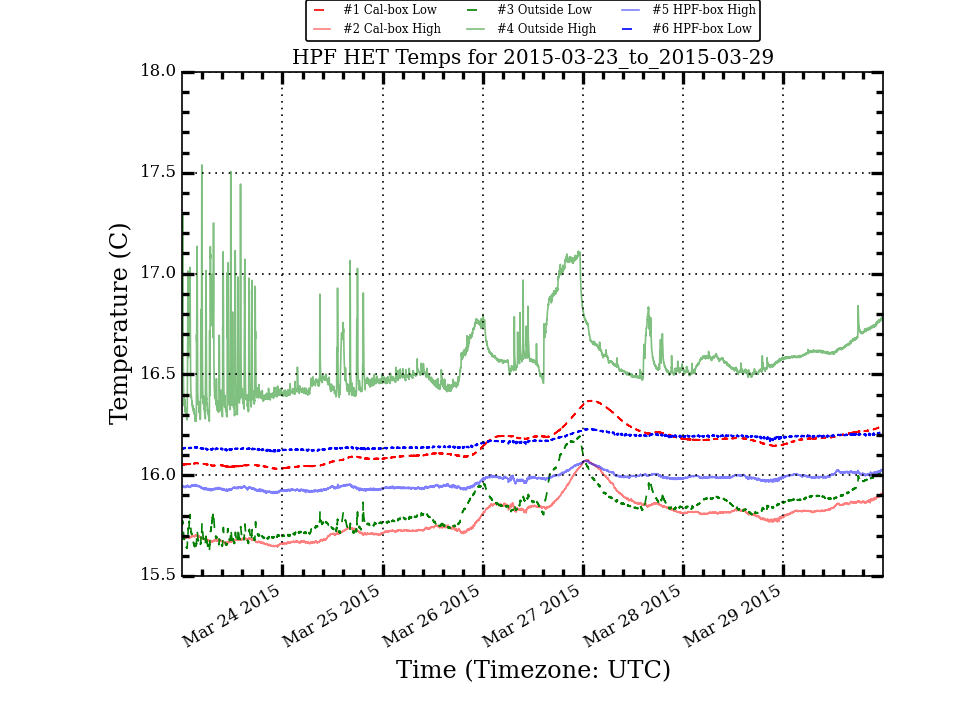 #1 Cal-box Low #3 Outside Low #5 HPF-box High
#2 Cal-box High #4 Outside High #6 HPF-box Low
HPF HET Temps for 2015-03-23_to_2015-03-29
18.0
17.5
17.0
16.5
16.0
15.5
Temperature (C)
Mar 24 2015 Mar 25 2015 Mar 26 2015 Mar 27 2015 Mar 28 2015 Mar 29 2015
Time (Timezone: UTC)